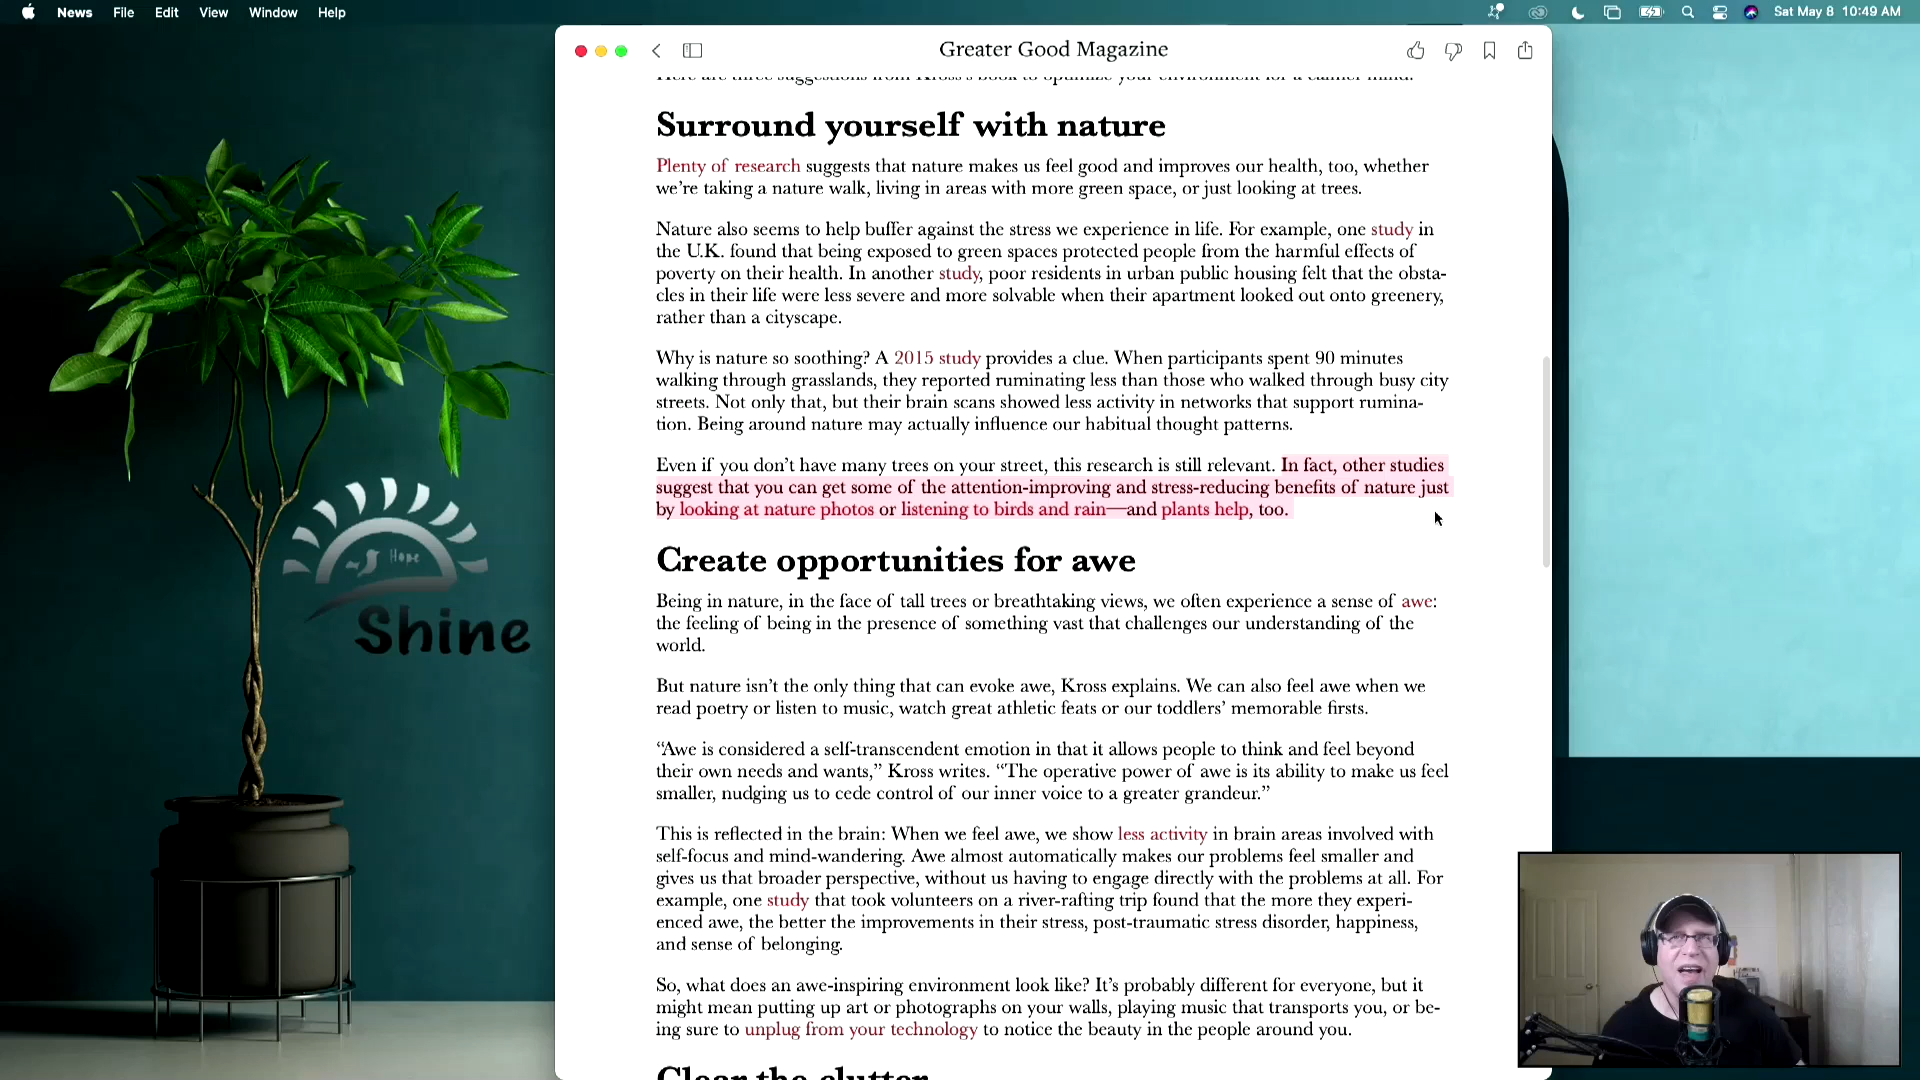 News File Edit View Window Help
Sat May 8 10:49 AM
Greater Good Magazine
Here are three suggestions from Kross's book to optimize your environment for a calmer mind.
Surround yourself with nature
Plenty of research suggests that nature makes us feel good and improves our health, too, whether
we're taking a nature walk, living in areas with more green space, or just looking at trees.
Nature also seems to help buffer against the stress we experience in life. For example, one study in
the U.K. found that being exposed to green spaces protected people from the harmful effects of
poverty on their health. In another study, poor residents in urban public housing felt that the obsta-
cles in their life were less severe and more solvable when their apartment looked out onto greenery,
rather than a cityscape.
Why is nature so soothing? A 2015 study provides a clue. When participants spent 90 minutes
walking through grasslands, they reported ruminating less than those who walked through busy city
streets. Not only that, but their brain scans showed less activity in networks that support rumina-
tion. Being around nature may actually influence our habitual thought patterns.
Even if you don't have many trees on your street, this research is still relevant. In fact, other studies
suggest that you can get some of the attention-improving and stress-reducing benefits of nature just
by looking at nature photos or listening to birds and rain—and plants help, too.
Create opportunities for awe
Being in nature, in the face of tall trees or breathtaking views, we often experience a sense of awe:
the feeling of being in the presence of something vast that challenges our understanding of the
world.
But nature isn't the only thing that can evoke awe, Kross explains. We can also feel awe when we
read poetry or listen to music, watch great athletic feats or our toddlers' memorable firsts.
“Awe is considered a self-transcendent emotion in that it allows people to think and feel beyond
their own needs and wants,” Kross writes. “The operative power of awe is its ability to make us feel
smaller, nudging us to cede control of our inner voice to a greater grandeur.”
This is reflected in the brain: When we feel awe, we show less activity in brain areas involved with
self-focus and mind-wandering. Awe almost automatically makes our problems feel smaller and
gives us that broader perspective, without us having to engage directly with the problems at all. For
example, one study that took volunteers on a river-rafting trip found that the more they experi-
enced awe, the better the improvements in their stress, post-traumatic stress disorder, happiness,
and sense of belonging.
So, what does an awe-inspiring environment look like? It's probably different for everyone, but it
might mean putting up art or photographs on your walls, playing music that transports you, or be-
ing sure to unplug from your technology to notice the beauty in the people around you.
Clear the clutter
Hope
Shine